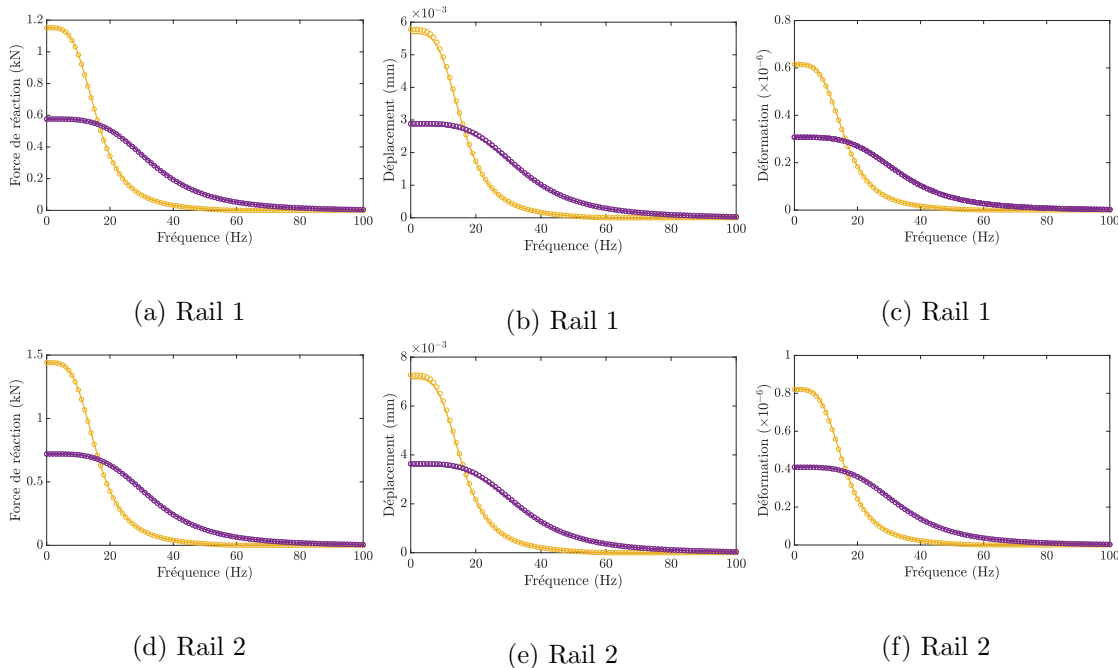 Force de réaction (kN)
1.2
1
0.8
0.6
0.4
0.2
0
0 20 40 60 80 100
Fréquence (Hz)
(a) Rail 1
×10⁻³
Déplacement (mm)
6
4
2
0
0 20 40 60 80 100
Fréquence (Hz)
(b) Rail 1
Déformation (×10⁻⁶)
0.8
0.6
0.4
0.2
0
0 20 40 60 80 100
Fréquence (Hz)
(c) Rail 1
Force de réaction (kN)
1.5
1
0.5
0
0 20 40 60 80 100
Fréquence (Hz)
(d) Rail 2
×10⁻³
Déplacement (mm)
8
6
4
2
0
0 20 40 60 80 100
Fréquence (Hz)
(e) Rail 2
Déformation (×10⁻⁶)
1
0.8
0.6
0.4
0.2
0
0 20 40 60 80 100
Fréquence (Hz)
(f) Rail 2